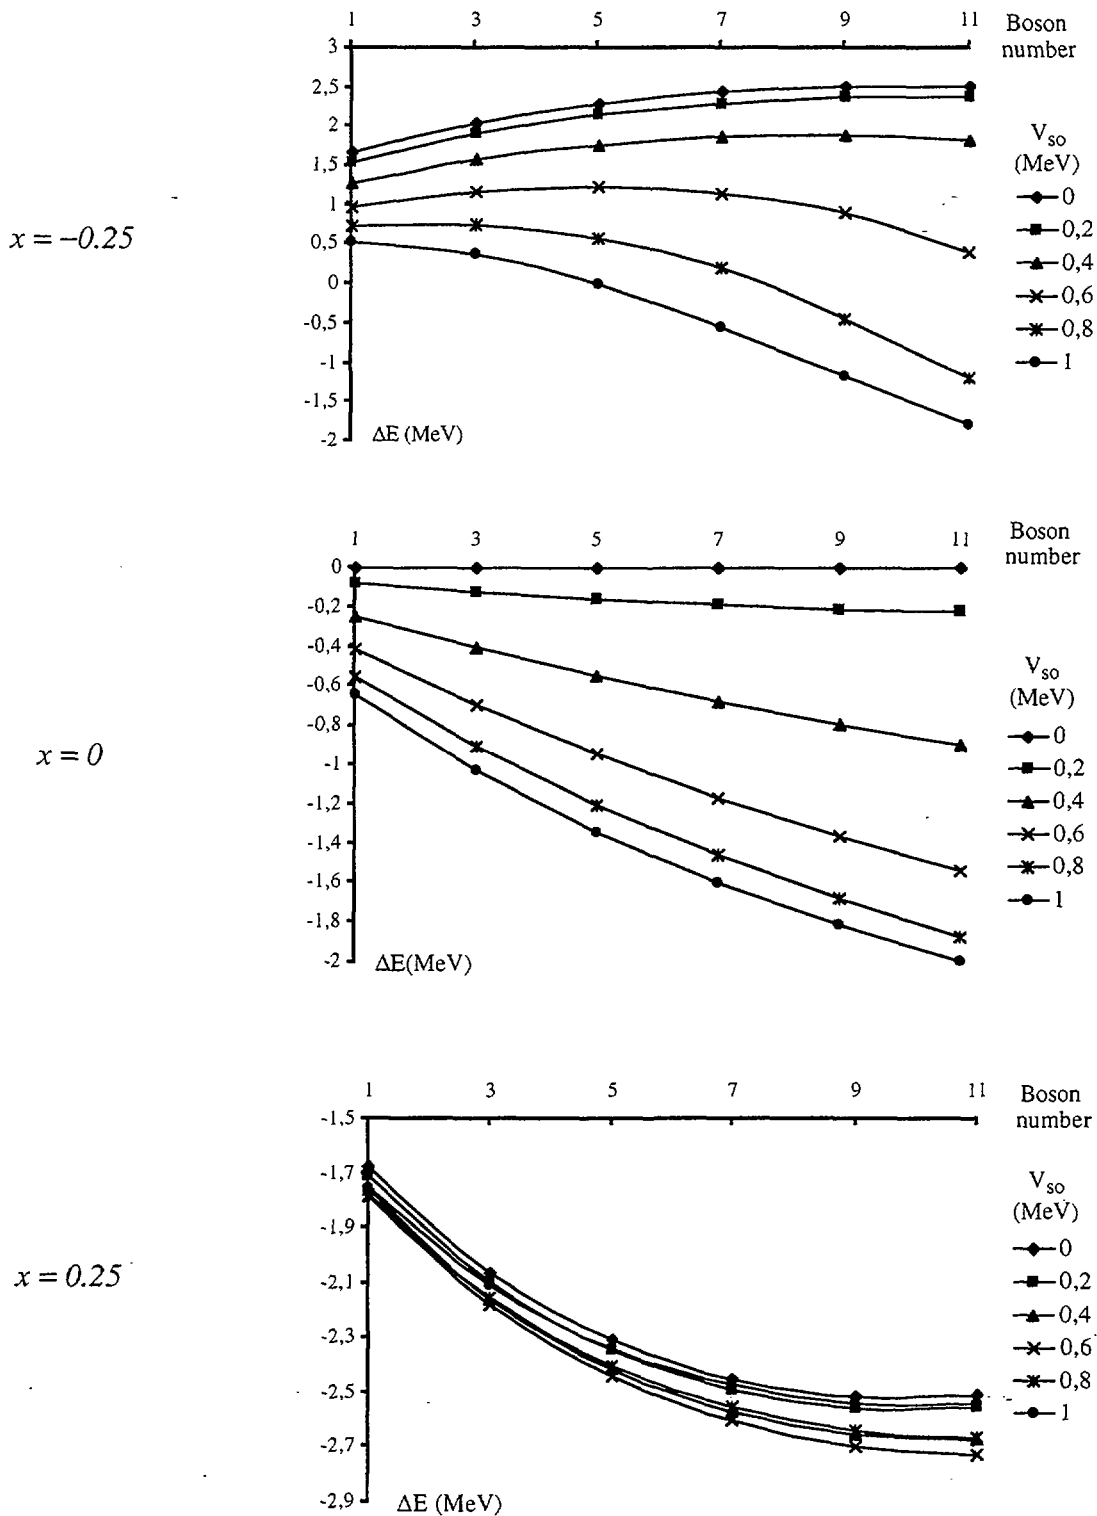 1 3 5 7 9 11 Boson
number
3
2,5
2
1,5
1
0,5
0
-0,5
-1
-1,5
-2
ΔE (MeV)
V so
(MeV)
0
0,2
0,4
0,6
0,8
1
x = –0.25
1 3 5 7 9 11 Boson
number
0
-0,2
-0,4
-0,6
-0,8
-1
-1,2
-1,4
-1,6
-1,8
-2
ΔE(MeV)
V so
(MeV)
0
0,2
0,4
0,6
0,8
1
x = 0
1 3 5 7 9 11 Boson
number
-1,5
-1,7
-1,9
-2,1
-2,3
-2,5
-2,7
-2,9
ΔE (MeV)
V so
(MeV)
0
0,2
0,4
0,6
0,8
1
x = 0.25